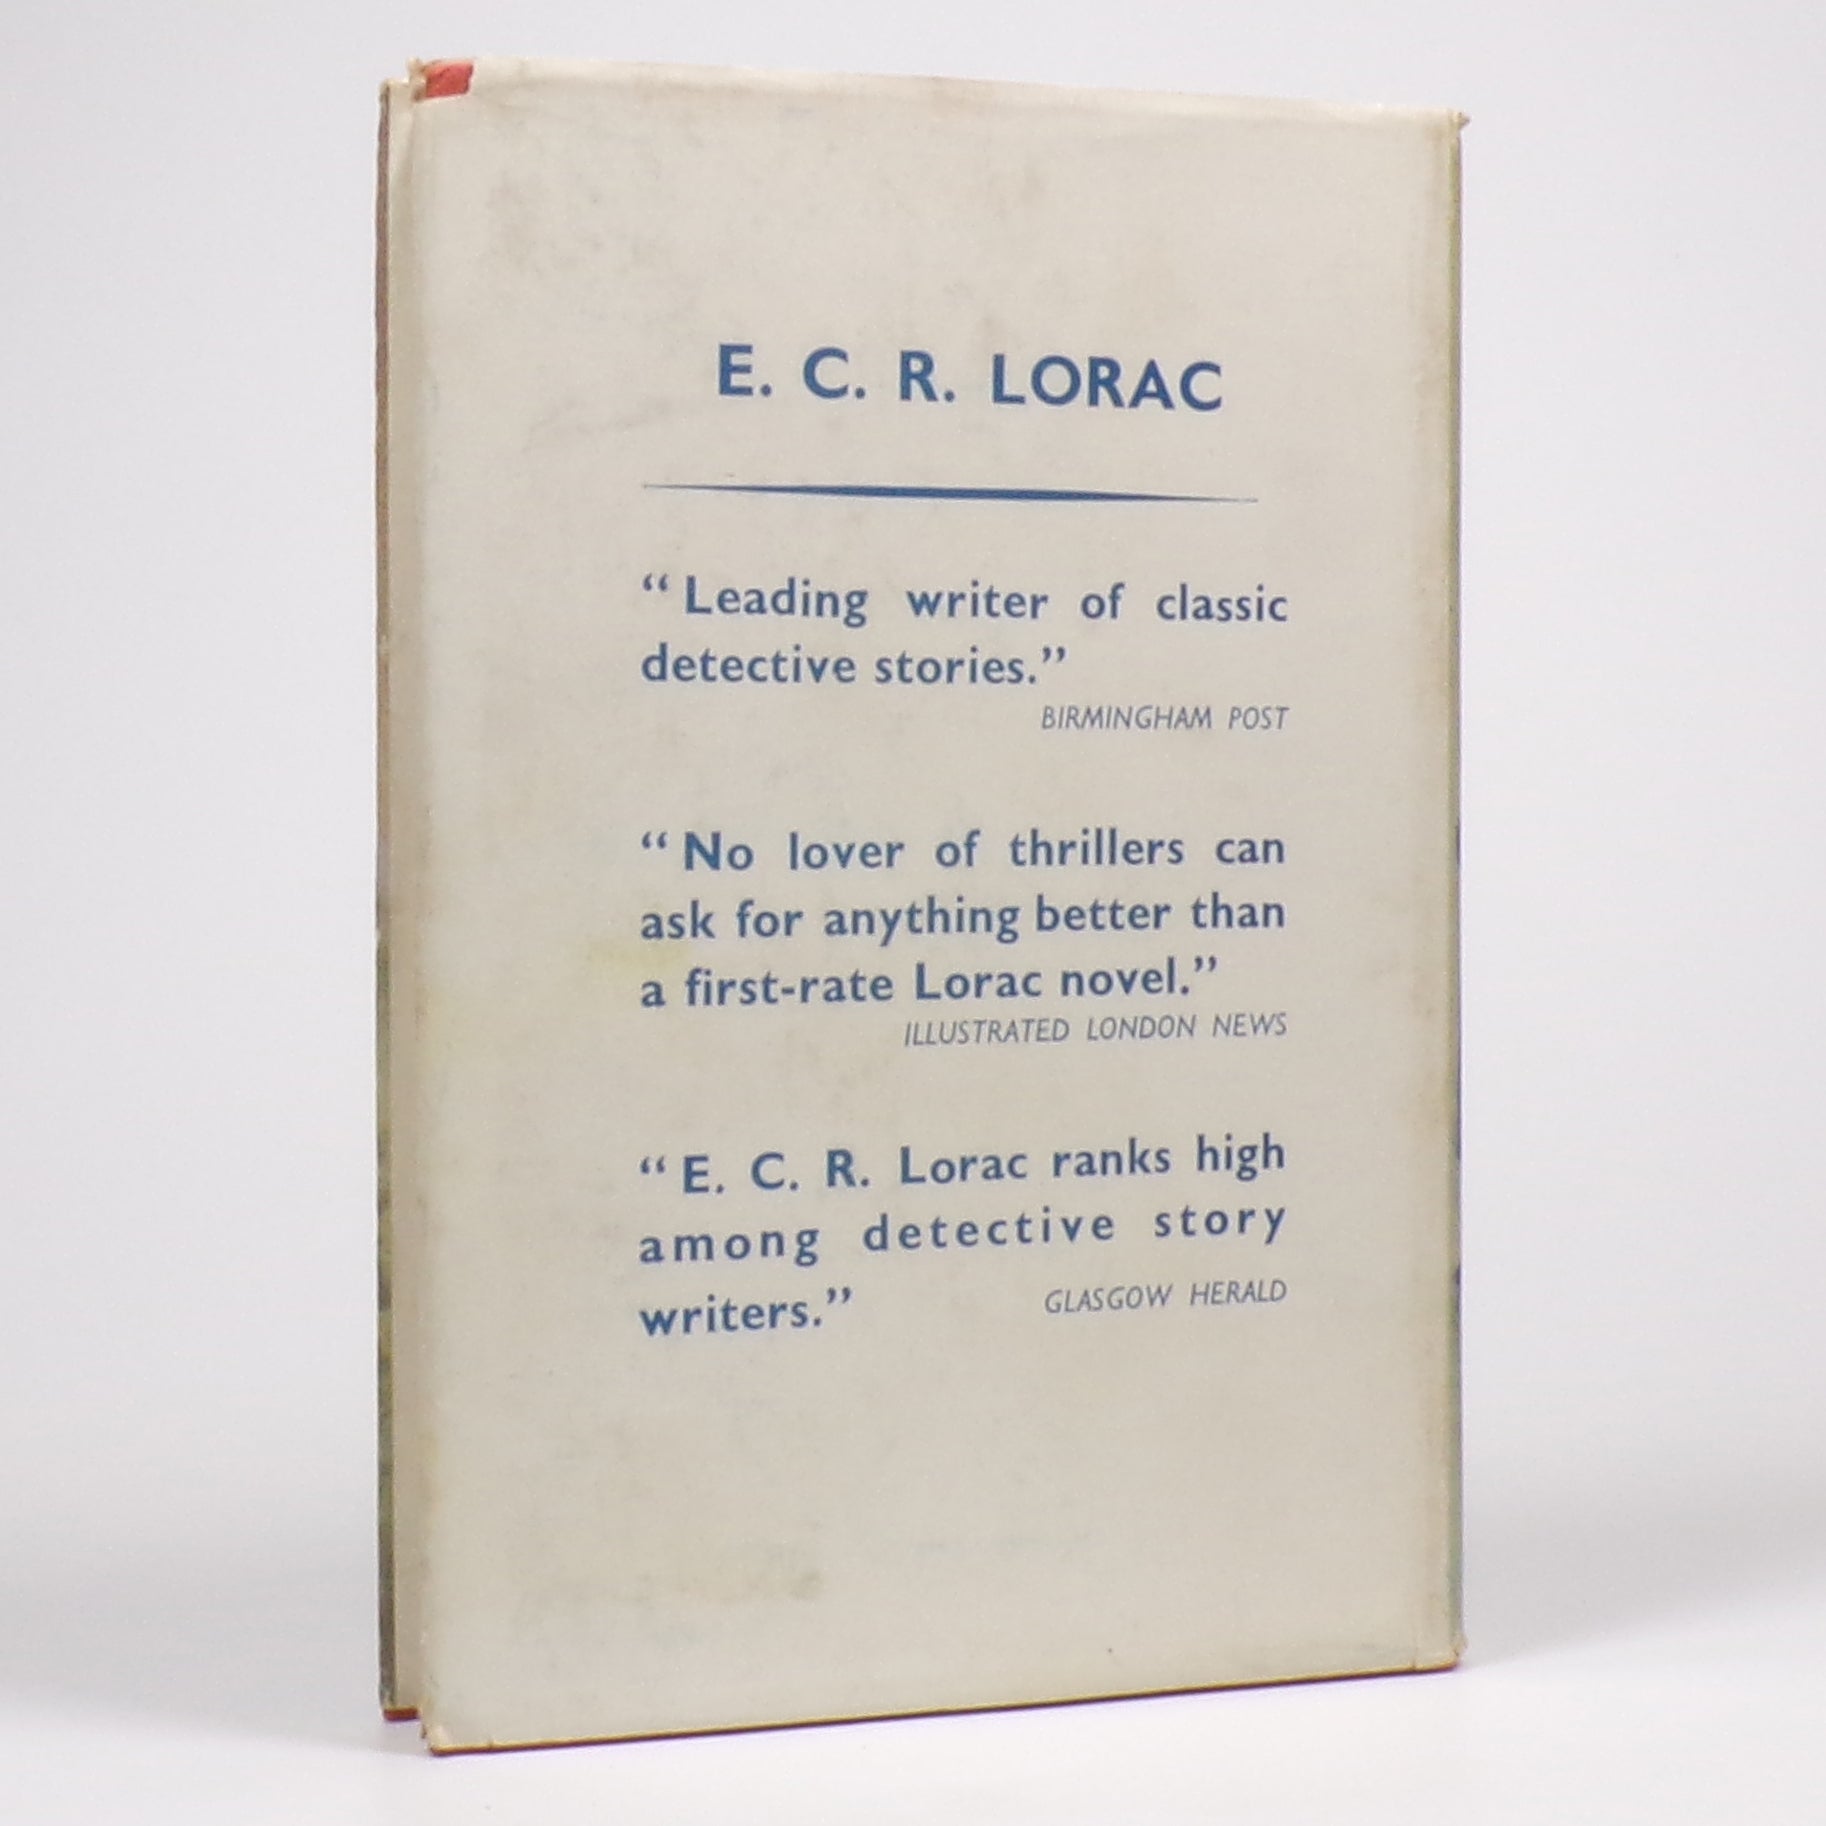 E. C. R. LORAC
“Leading writer of classic
detective stories.”
BIRMINGHAM POST
“No lover of thrillers can
ask for anything better than
a first-rate Lorac novel.”
ILLUSTRATED LONDON NEWS
“E. C. R. Lorac ranks high
among detective story
writers.” GLASGOW HERALD